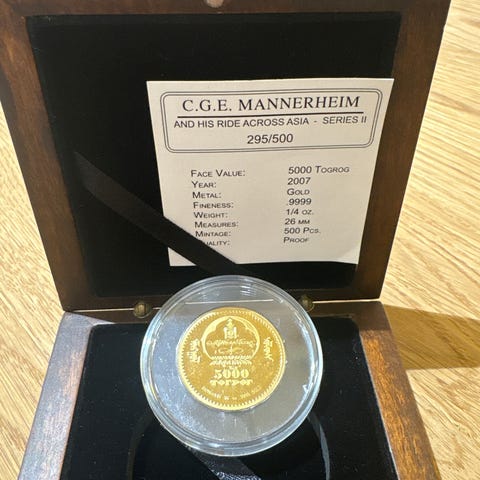 C.G.E. MANNERHEIM
AND HIS RIDE ACROSS ASIA - SERIES II
295/500
FACE VALUE: 5000 TOGROG
YEAR: 2007
METAL: GOLD
FINENESS: .9999
WEIGHT: 1/4 OZ.
MEASURES: 26 MM
MINTAGE: 500 PCS.
QUALITY: PROOF
5000
ТӨГРӨГ